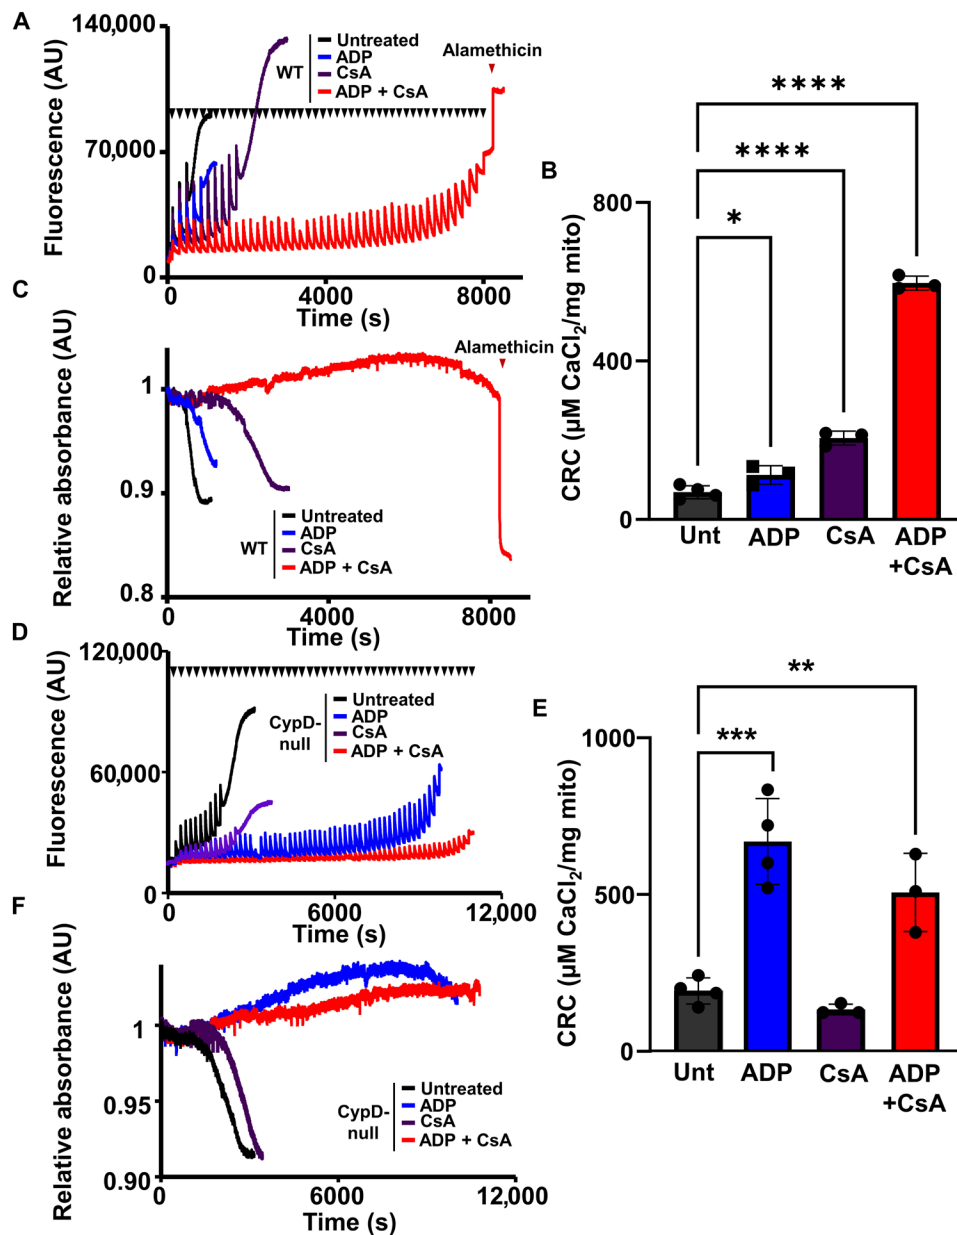 A
140,000
70,000
0
Fluorescence (AU)
WT
Untreated
ADP
CsA
ADP + CsA
Alamethicin
0
4000
8000
Time (s)
B
CRC (µM CaCl₂/mg mito)
800
400
0
*
****
****
Unt
ADP
CsA
ADP
+CsA
C
Relative absorbance (AU)
1
0.9
0.8
Alamethicin
WT
Untreated
ADP
CsA
ADP + CsA
0
4000
8000
Time (s)
D
Fluorescence (AU)
120,000
60,000
0
CypD-
null
Untreated
ADP
CsA
ADP + CsA
0
6000
12,000
Time (s)
E
CRC (µM CaCl₂/mg mito)
1000
500
0
***
**
Unt
ADP
CsA
ADP
+CsA
F
Relative absorbance (AU)
1
0.95
0.90
CypD-
null
Untreated
ADP
CsA
ADP + CsA
0
6000
12,000
Time (s)